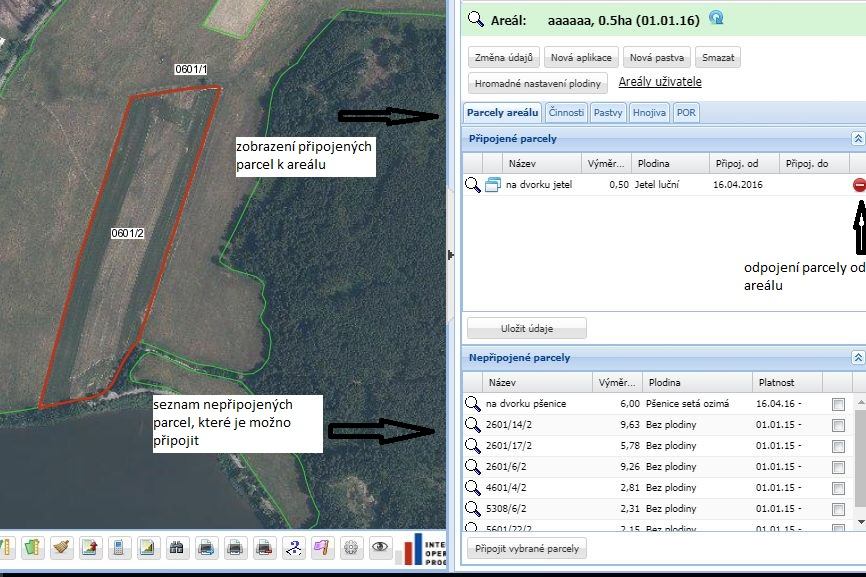 0601/1
0601/2
zobrazení připojených
parcel k areálu
seznam nepřipojených
parcel, které je možno
připojit
INTE
OPER
PROG
Areál: aaaaaa, 0.5ha (01.01.16)
Změna údajů Nová aplikace Nová pastva Smazat
Hromadné nastavení plodiny Areály uživatele
Parcely areálu Činnosti Pastvy Hnojiva POR
Připojené parcely
Název Výměr... Plodina Připoj. od Připoj. do
na dvorku jetel 0,50 Jetel luční 16.04.2016
odpojení parcely od
areálu
Uložit údaje
Nepřipojené parcely
Název Výměr... Plodina Platnost
na dvorku pšenice 6,00 Pšenice setá ozimá 16.04.16 -
2601/14/2 9,63 Bez plodiny 01.01.15 -
2601/17/2 5,78 Bez plodiny 01.01.15 -
2601/6/2 9,26 Bez plodiny 01.01.15 -
4601/4/2 2,81 Bez plodiny 01.01.15 -
5308/6/2 2,31 Bez plodiny 01.01.15 -
5601/22/2 2,15 Bez plodiny 01.01.15 -
Připojit vybrané parcely